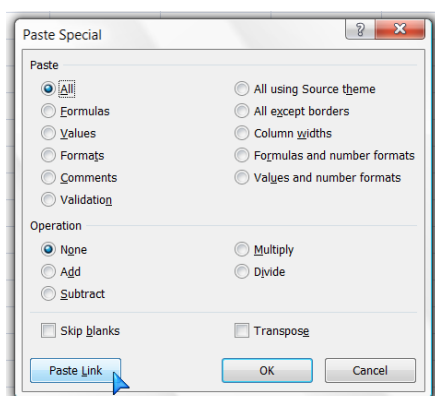 Paste Special
?
X
Paste
All
All using Source theme
Formulas
All except borders
Values
Column widths
Formats
Formulas and number formats
Comments
Values and number formats
Validation
Operation
None
Multiply
Add
Divide
Subtract
Skip blanks
Transpose
Paste Link
OK
Cancel